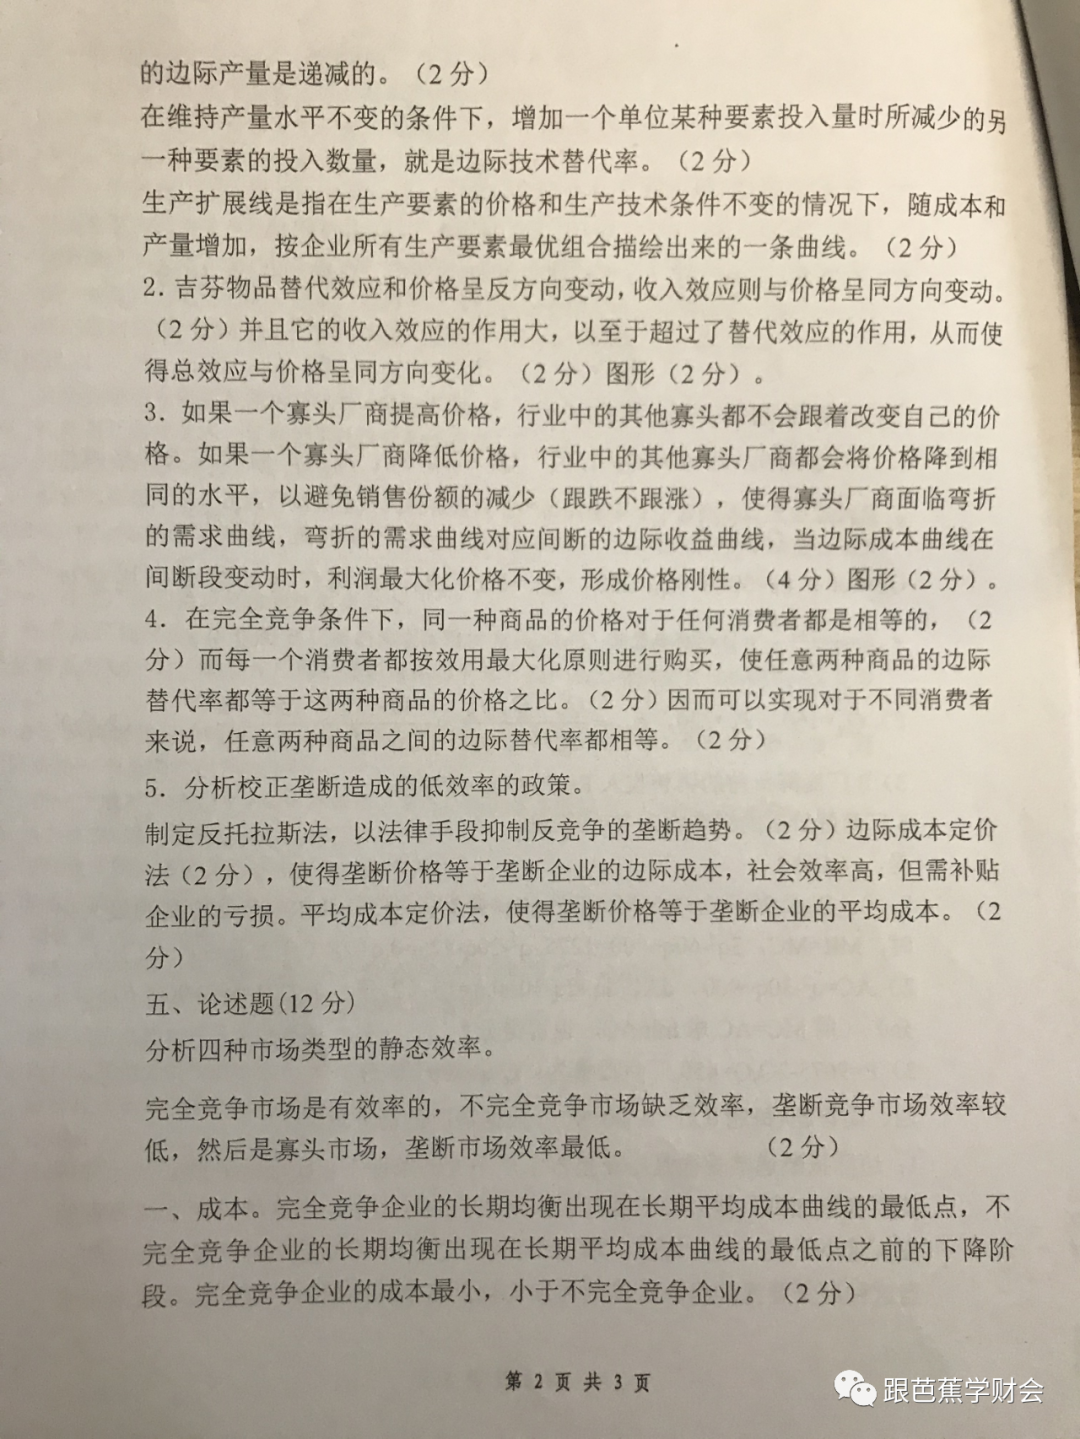 的边际产量是递减的。（2 分）
在维持产量水平不变的条件下，增加一个单位某种要素投入量时所减少的另
一种要素的投入数量，就是边际技术替代率。（2 分）
生产扩展线是指在生产要素的价格和生产技术条件不变的情况下，随成本和
产量增加，按企业所有生产要素最优组合描绘出来的一条曲线。（2 分）
2．吉芬物品替代效应和价格呈反方向变动，收入效应则与价格呈同方向变动。
（2 分）并且它的收入效应的作用大，以至于超过了替代效应的作用，从而使
得总效应与价格呈同方向变化。（2 分）图形（2 分）。
3．如果一个寡头厂商提高价格，行业中的其他寡头都不会跟着改变自己的价
格。如果一个寡头厂商降低价格，行业中的其他寡头厂商都会将价格降到相
同的水平，以避免销售份额的减少（跟跌不跟涨），使得寡头厂商面临弯折
的需求曲线，弯折的需求曲线对应间断的边际收益曲线，当边际成本曲线在
间断段变动时，利润最大化价格不变，形成价格刚性。（4 分）图形（2 分）。
4．在完全竞争条件下，同一种商品的价格对于任何消费者都是相等的，（2
分）而每一个消费者都按效用最大化原则进行购买，使任意两种商品的边际
替代率都等于这两种商品的价格之比。（2 分）因而可以实现对于不同消费者
来说，任意两种商品之间的边际替代率都相等。（2 分）
5．分析校正垄断造成的低效率的政策。
制定反托拉斯法，以法律手段抑制反竞争的垄断趋势。（2 分）边际成本定价
法（2 分），使得垄断价格等于垄断企业的边际成本，社会效率高，但需补贴
企业的亏损。平均成本定价法，使得垄断价格等于垄断企业的平均成本。（2
分）
五、论述题(12 分)
分析四种市场类型的静态效率。
完全竞争市场是有效率的，不完全竞争市场缺乏效率，垄断竞争市场效率较
低，然后是寡头市场，垄断市场效率最低。 （2 分）
一、成本。完全竞争企业的长期均衡出现在长期平均成本曲线的最低点，不
完全竞争企业的长期均衡出现在长期平均成本曲线的最低点之前的下降阶
段。完全竞争企业的成本最小，小于不完全竞争企业。（2 分）
第 2 页 共 3 页
跟芭蕉学财会